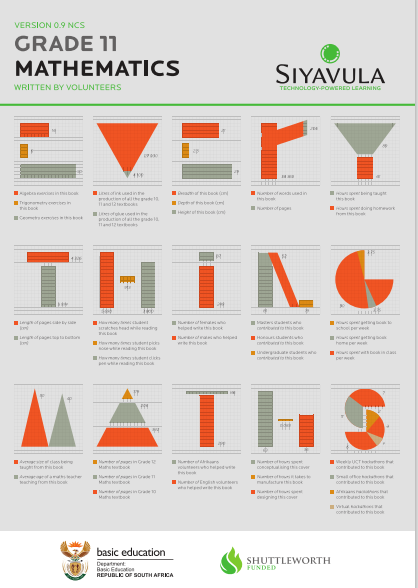 VERSION 0.9 NCS
GRADE 11
MATHEMATICS
WRITTEN BY VOLUNTEERS
SIYAVULA
TECHNOLOGY-POWERED LEARNING
Algebra exercises in this book
Trigonometry exercises in
this book
Geometry exercises in this book
Litres of ink used in the
production of all the grade 10,
11 and 12 textbooks
Litres of glue used in the
production of all the grade 10,
11 and 12 textbooks
Breadth of this book (cm)
Depth of this book (cm)
Height of this book (cm)
Number of words used in
this book
Number of pages
Hours spent being taught
this book
Hours spent doing homework
from this book
Length of pages side by side
(cm)
Length of pages top to bottom
(cm)
How many times student
scratches head while reading
this book
How many times student picks
nose while reading this book
How many times student clicks
pen while reading this book
Number of females who
helped write this book
Number of males who helped
write this book
Masters students who
contributed to this book
Honours students who
contributed to this book
Undergraduate students who
contributed to this book
Hours spent getting book to
school per week
Hours spent getting book
home per week
Hours spent with book in class
per week
Average size of class being
taught from this book
Average age of maths teacher
teaching from this book
Number of pages in Grade 12
Maths textbook
Number of pages in Grade 11
Maths textbook
Number of pages in Grade 10
Maths textbook
Number of Afrikaans
volunteers who helped write
this book
Number of English volunteers
who helped write this book
Number of hours spent
conceptualising this cover
Number of hours it takes to
manufacture this book
Number of hours spent
designing this cover
Weekly UCT hackathons that
contributed to this book
Small office hackathons that
contributed to this book
Afrikaans hackathons that
contributed to this book
Virtual hackathons that
contributed to this book
basic education
Department:
Basic Education
REPUBLIC OF SOUTH AFRICA
SHUTTLEWORTH
FUNDED